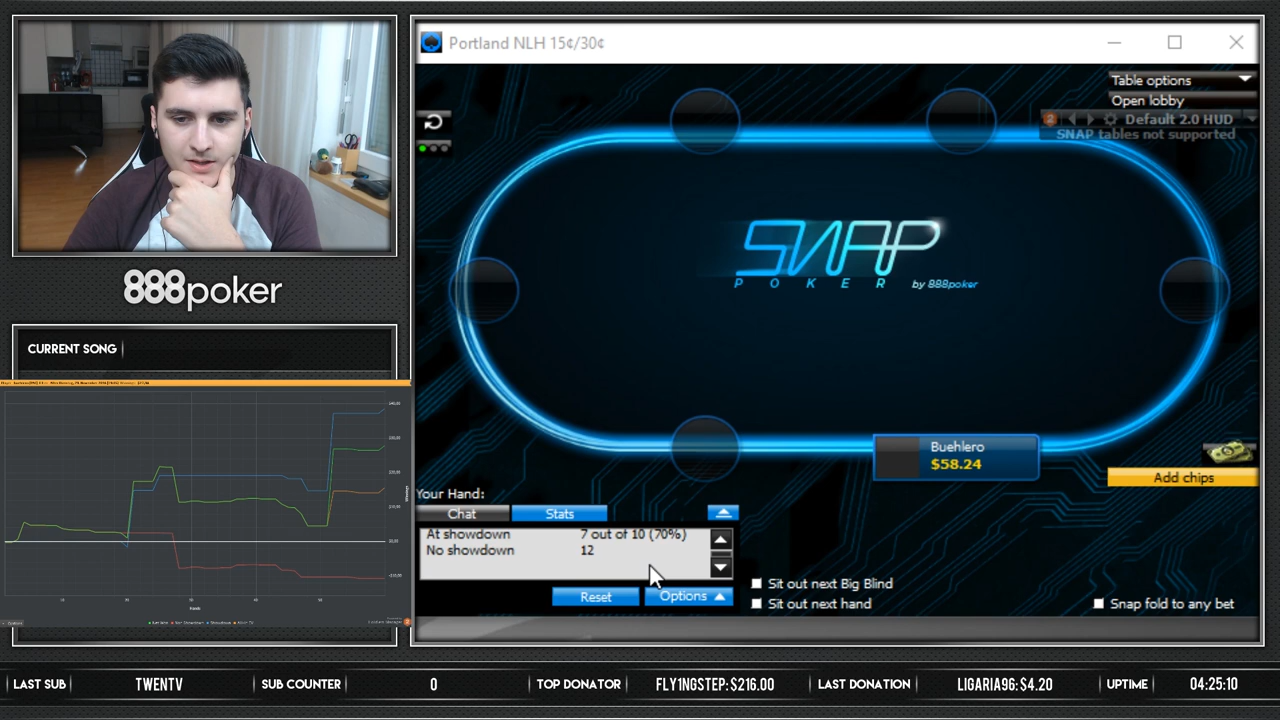 Portland NLH 15¢/30¢
Table options
Open lobby
Default 2.0 HUD
SNAP tables not supported
SNAP
POKER by 888poker
888poker
CURRENT SONG
Buehlero
$58.24
Add chips
Your Hand:
Chat Stats
At showdown 7 out of 10 (70%)
No showdown 12
Reset Options
Sit out next Big Blind
Sit out next hand
Snap fold to any bet
LAST SUB TWENTV SUB COUNTER 0 TOP DONATOR FLY1NGSTEP: $216.00 LAST DONATION LIGARIA96: $4.20 UPTIME 04:25:10